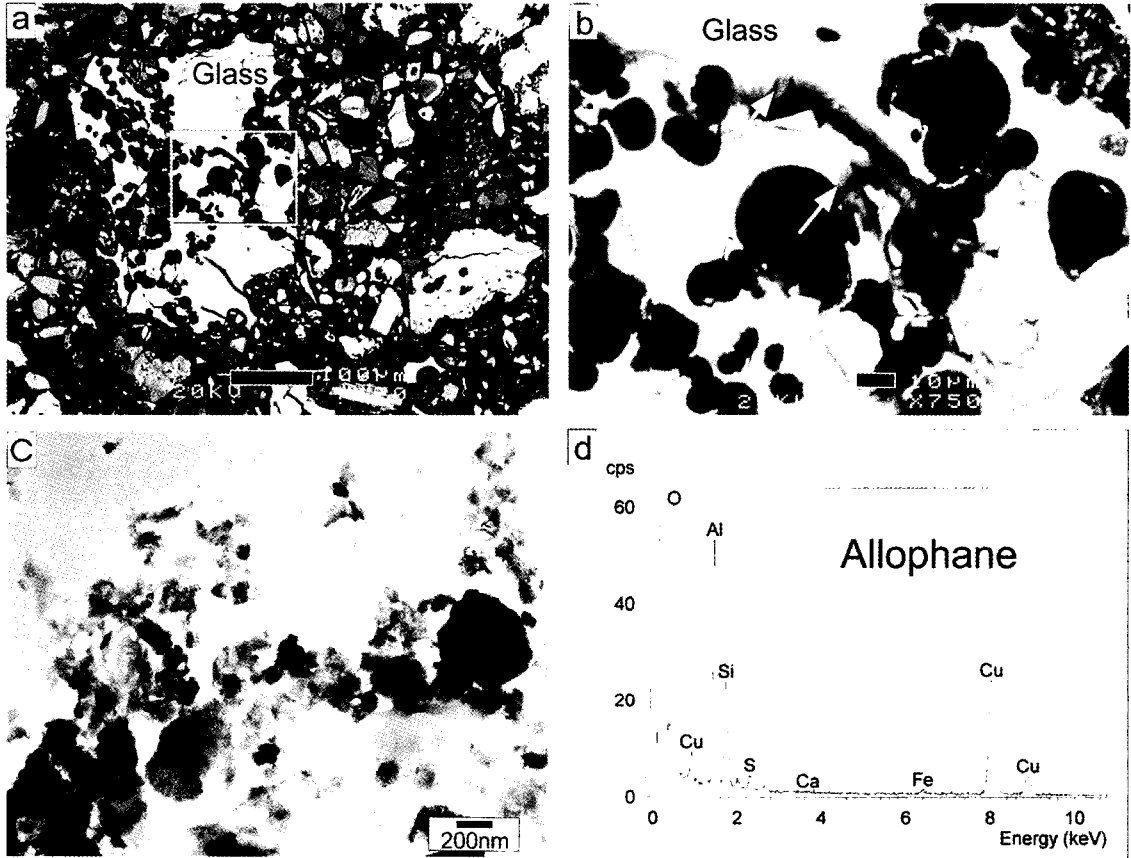 a
Glass
100µm
20KV
b
Glass
10µm
X750
c
200nm
d
cps
60
O
Al
Allophane
40
Si
Cu
20
Cu
S
Ca
Fe
Cu
0
0
2
4
6
8
10
Energy (keV)